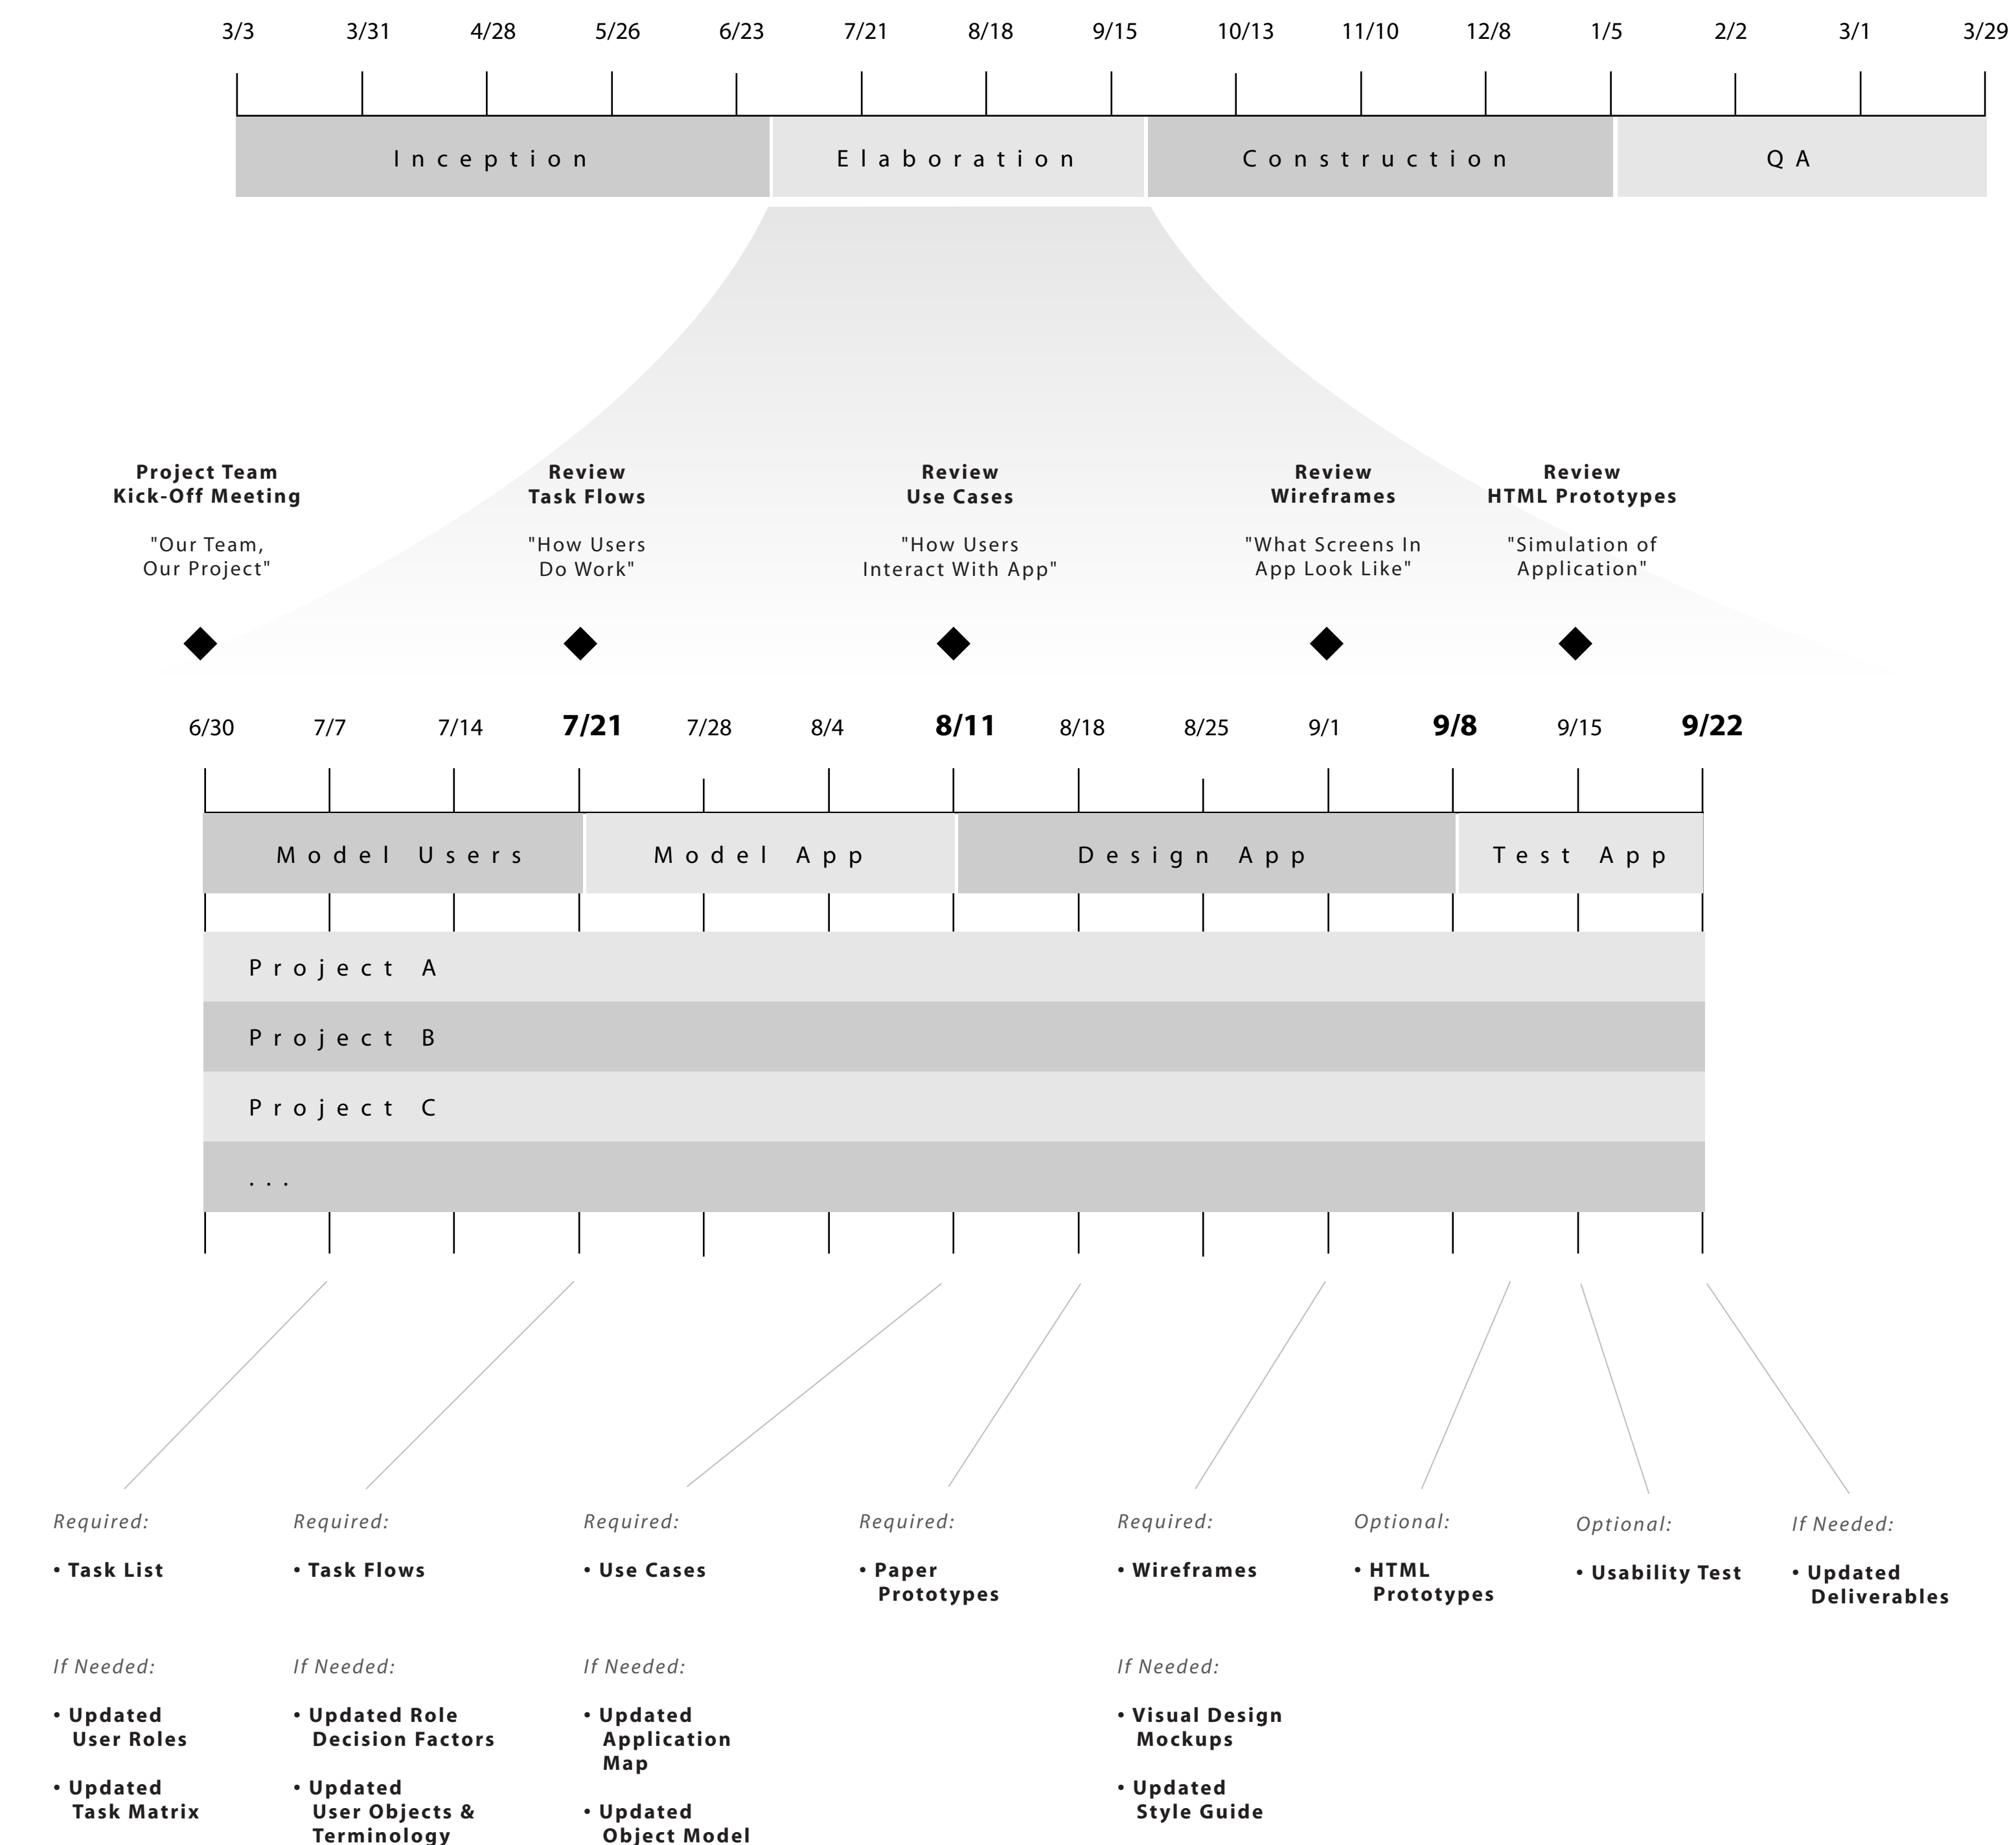 3/3 3/31 4/28 5/26 6/23 7/21 8/18 9/15 10/13 11/10 12/8 1/5 2/2 3/1 3/29
Inception Elaboration Construction QA
Project Team
Kick-Off Meeting
"Our Team,
Our Project"
Review
Task Flows
"How Users
Do Work"
Review
Use Cases
"How Users
Interact With App"
Review
Wireframes
"What Screens In
App Look Like"
Review
HTML Prototypes
"Simulation of
Application"
6/30 7/7 7/14 7/21 7/28 8/4 8/11 8/18 8/25 9/1 9/8 9/15 9/22
Model Users Model App Design App Test App
Project A
Project B
Project C
...
Required:
• Task List
If Needed:
• Updated
User Roles
• Updated
Task Matrix
Required:
• Task Flows
If Needed:
• Updated Role
Decision Factors
• Updated
User Objects &
Terminology
Required:
• Use Cases
If Needed:
• Updated
Application
Map
• Updated
Object Model
Required:
• Paper
Prototypes
Required:
• Wireframes
If Needed:
• Visual Design
Mockups
• Updated
Style Guide
Optional:
• HTML
Prototypes
Optional:
• Usability Test
If Needed:
• Updated
Deliverables